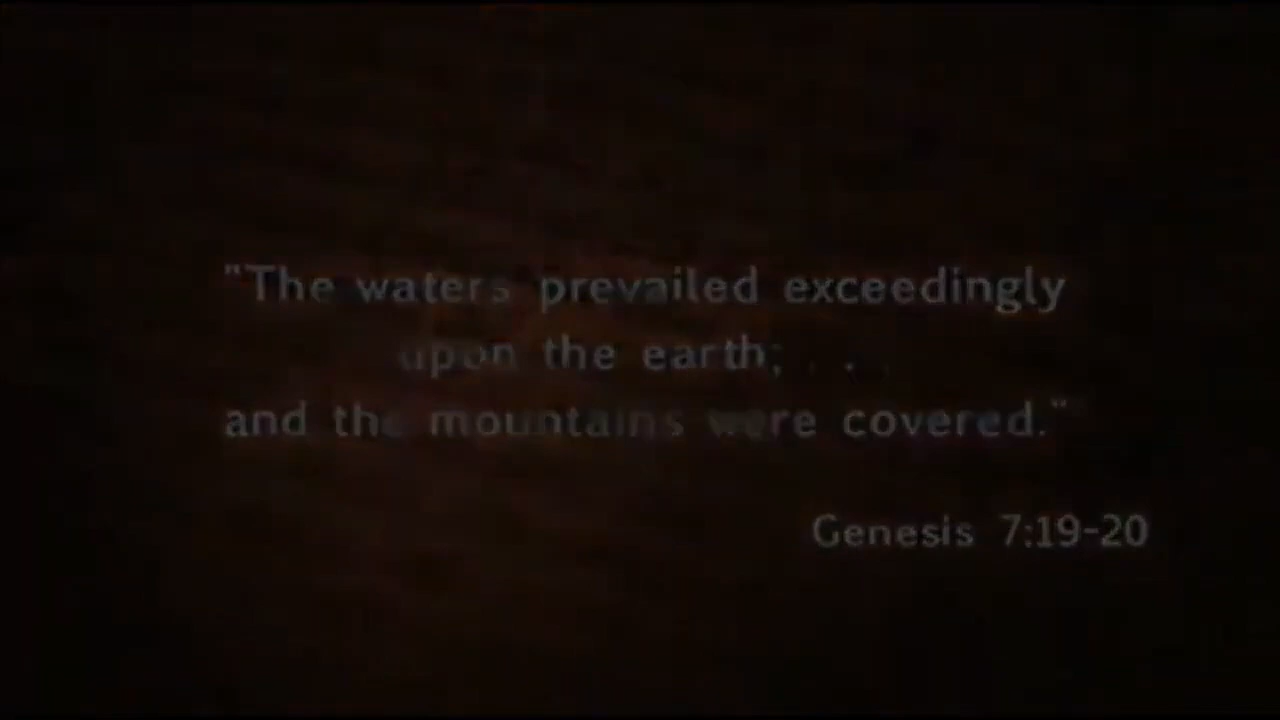 "The waters prevailed exceedingly
upon the earth; . .
and the mountains were covered."
Genesis 7:19-20